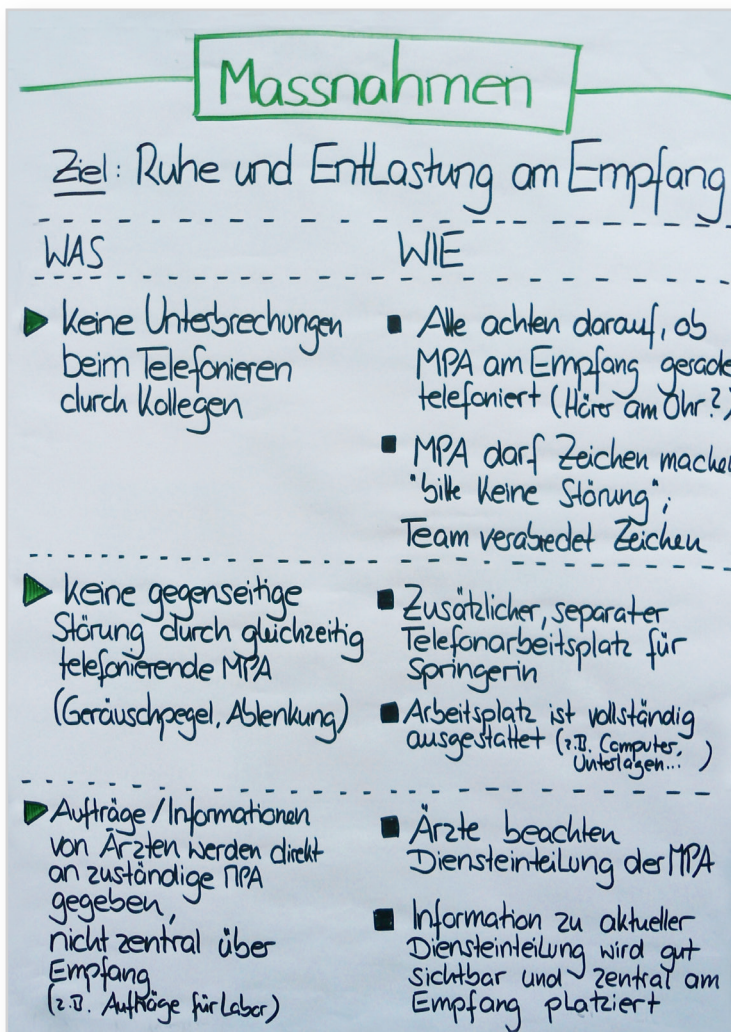 Massnahmen
Ziel: Ruhe und Entlastung am Empfang
WAS
WIE
Keine Unterbrechungen
beim Telefonieren
durch Kollegen
Alle achten darauf, ob
MPA am Empfang gerade
telefoniert (Hörer am Ohr?)
MPA darf Zeichen machen
"bitte keine Störung";
Team verabredet Zeichen
Keine gegenseitige
Störung durch gleichzeitig
telefonierende MPA
(Geräuschpegel, Ablenkung)
Zusätzlicher, separater
Telefonarbeitsplatz für
Springerin
Arbeitsplatz ist vollständig
ausgestattet (z.B. Computer,
Unterlagen... )
Aufträge/Informationen
von Ärzten werden direkt
an zuständige MPA
gegeben,
nicht zentral über
Empfang
(z.B. Aufträge für Labor)
Ärzte beachten
Diensteinteilung der MPA
Information zu aktueller
Diensteinteilung wird gut
sichtbar und zentral am
Empfang platziert